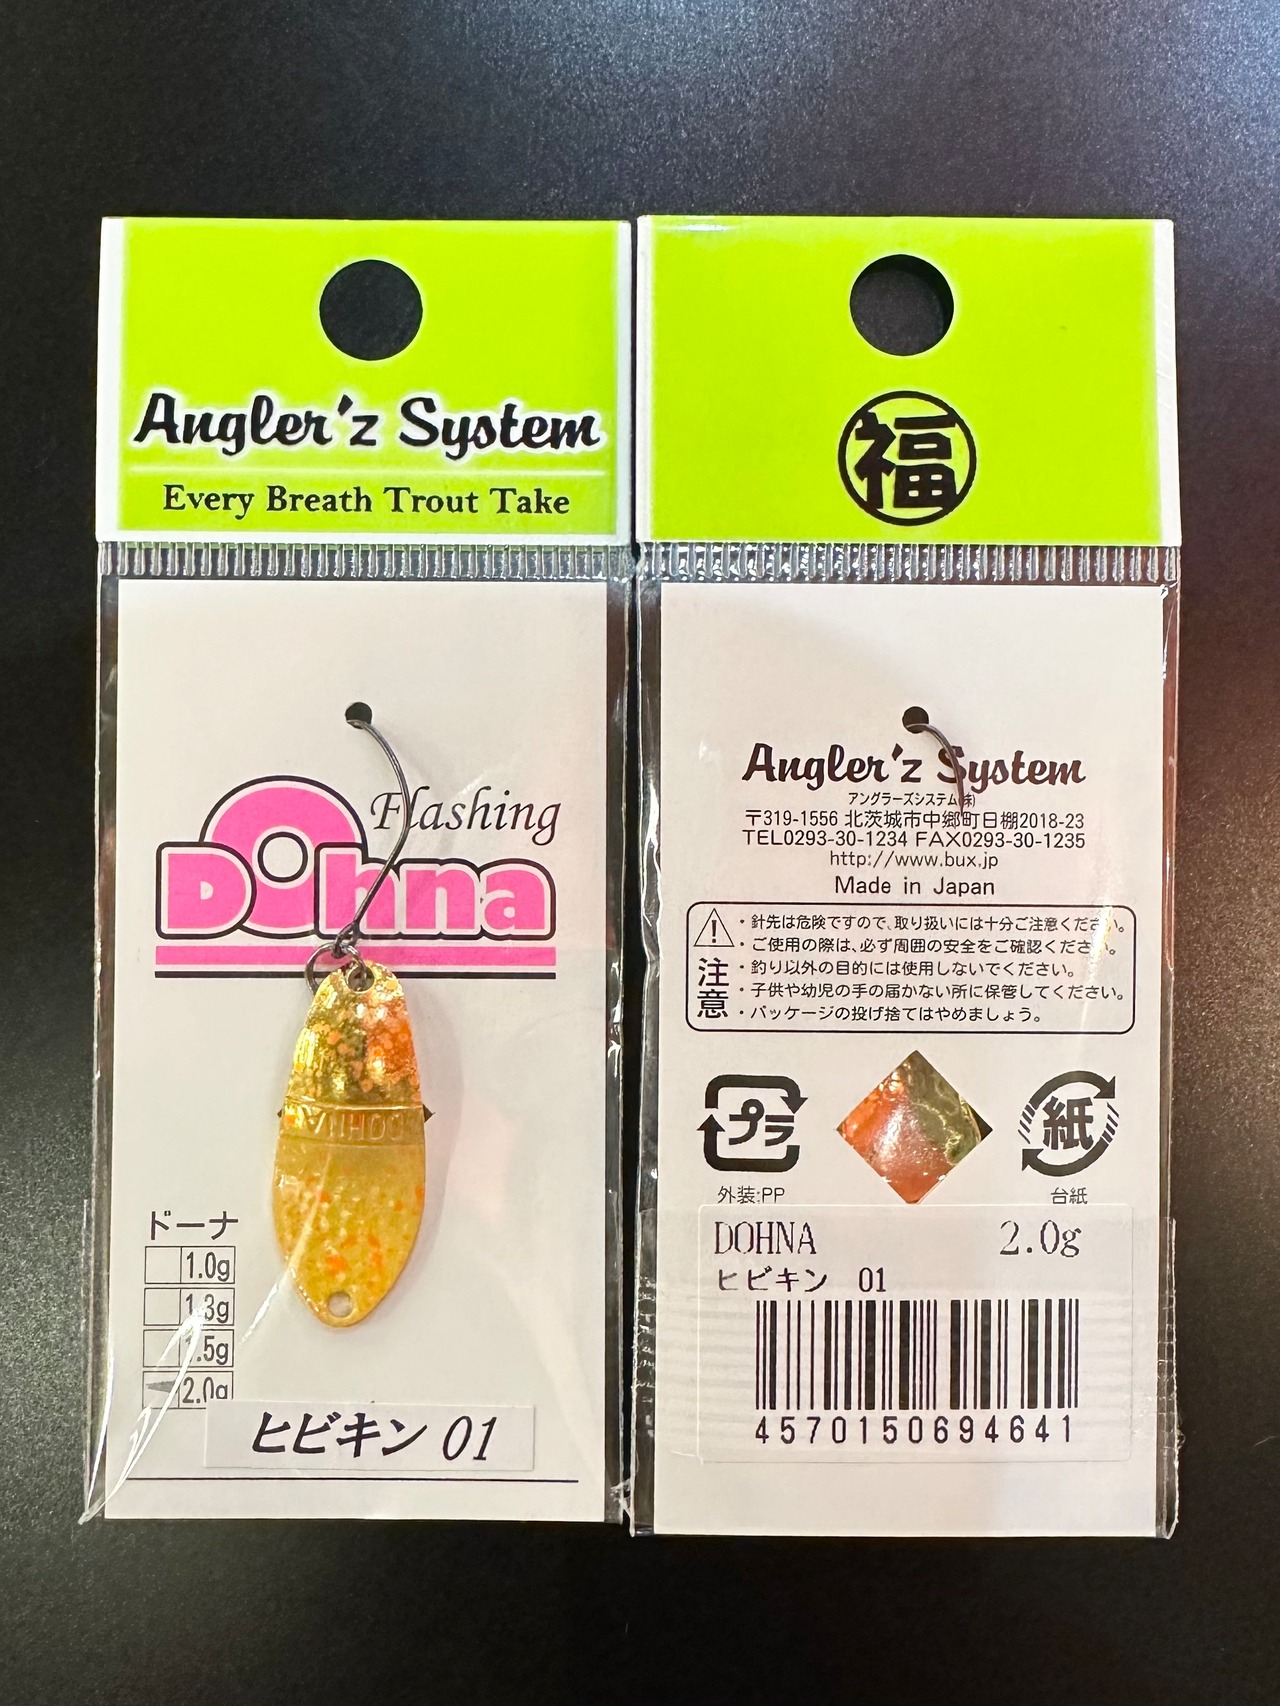 Angler'z System
Every Breath Trout Take
Flashing
Dohna
DOHNA
ドーナ
1.0g
1.3g
1.5g
2.0g
ヒビキン 01
福
Angler'z System
アングラーズシステム(株)
〒319-1556 北茨城市中郷町日棚2018-23
TEL0293-30-1234 FAX0293-30-1235
http://www.bux.jp
Made in Japan
注意
・針先は危険ですので、取り扱いには十分ご注意ください。
・ご使用の際は、必ず周囲の安全をご確認ください。
・釣り以外の目的には使用しないでください。
・子供や幼児の手の届かない所に保管してください。
・パッケージの投げ捨てはやめましょう。
プラ
外装:PP
紙
台紙
DOHNA 2.0g
ヒビキン 01
4570150694641